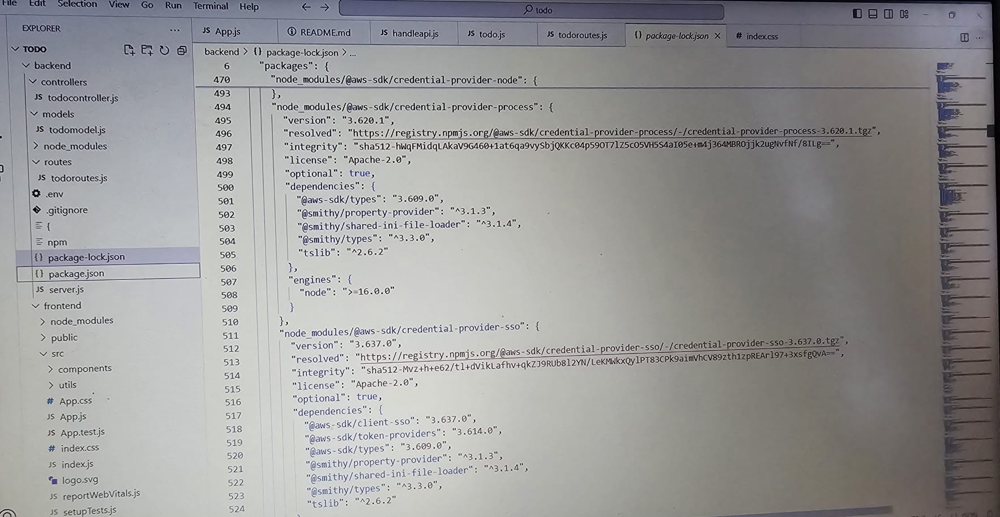 File Edit Selection View Go Run Terminal Help
todo
EXPLORER
TODO
backend
controllers
JS todocontroller.js
models
JS todomodel.js
node_modules
routes
JS todoroutes.js
.env
.gitignore
{
npm
{} package-lock.json
{} package.json
JS server.js
frontend
node_modules
public
src
components
utils
# App.css
JS App.js
JS App.test.js
# index.css
JS index.js
logo.svg
JS reportWebVitals.js
JS setupTests.js
JS App.js README.md JS handleapi.js JS todo.js JS todoroutes.js {} package-lock.json × # index.css
backend > {} package-lock.json > ...
6 "packages": {
470 "node_modules/@aws-sdk/credential-provider-node": {
493 },
494 "node_modules/@aws-sdk/credential-provider-process": {
495 "version": "3.620.1",
496 "resolved": "https://registry.npmjs.org/@aws-sdk/credential-provider-process/-/credential-provider-process-3.620.1.tgz",
497 "integrity":
498 "license": "Apache-2.0",
499 "optional": true,
500 "dependencies": {
501 "@aws-sdk/types": "3.609.0",
502 "@smithy/property-provider": "^3.1.3",
503 "@smithy/shared-ini-file-loader": "^3.1.4",
504 "@smithy/types": "^3.3.0",
505 "tslib": "^2.6.2"
506 },
507 "engines": {
508 "node": ">=16.0.0"
509 }
510 },
511 "node_modules/@aws-sdk/credential-provider-sso": {
512 "version": "3.637.0",
513 "resolved": "https://registry.npmjs.org/@aws-sdk/credential-provider-sso/-/credential-provider-sso-3.637.0.tgz",
514 "integrity":
515 "license": "Apache-2.0",
516 "optional": true,
517 "dependencies": {
518 "@aws-sdk/client-sso": "3.637.0",
519 "@aws-sdk/token-providers": "3.614.0",
520 "@aws-sdk/types": "3.609.0",
521 "@smithy/property-provider": "^3.1.3",
522 "@smithy/shared-ini-file-loader": "^3.1.4",
523 "@smithy/types": "^3.3.0",
524 "tslib": "^2.6.2"